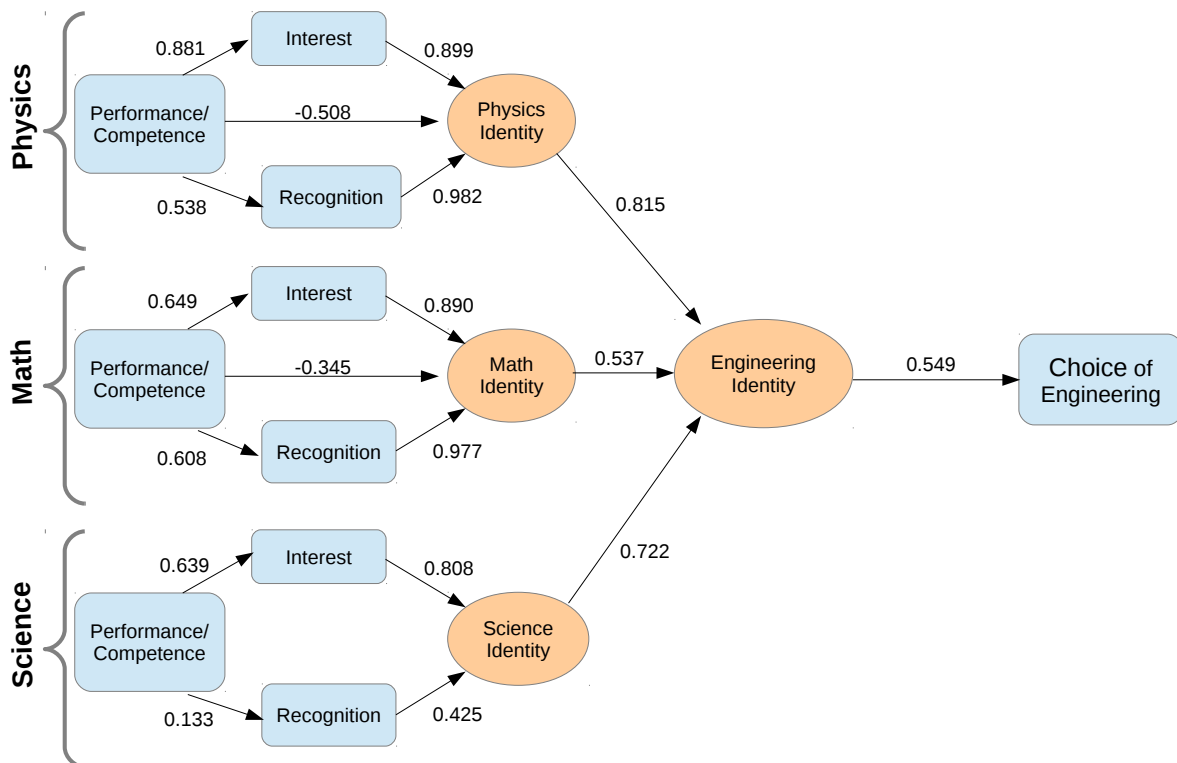 Physics
0.881
Interest
0.899
Performance/
Competence
-0.508
Physics
Identity
0.538
Recognition
0.982
0.815
Math
0.649
Interest
0.890
Performance/
Competence
-0.345
Math
Identity
0.537
0.608
Recognition
0.977
Engineering
Identity
0.549
Choice of
Engineering
Science
0.639
Interest
0.808
Performance/
Competence
Science
Identity
0.722
0.133
Recognition
0.425